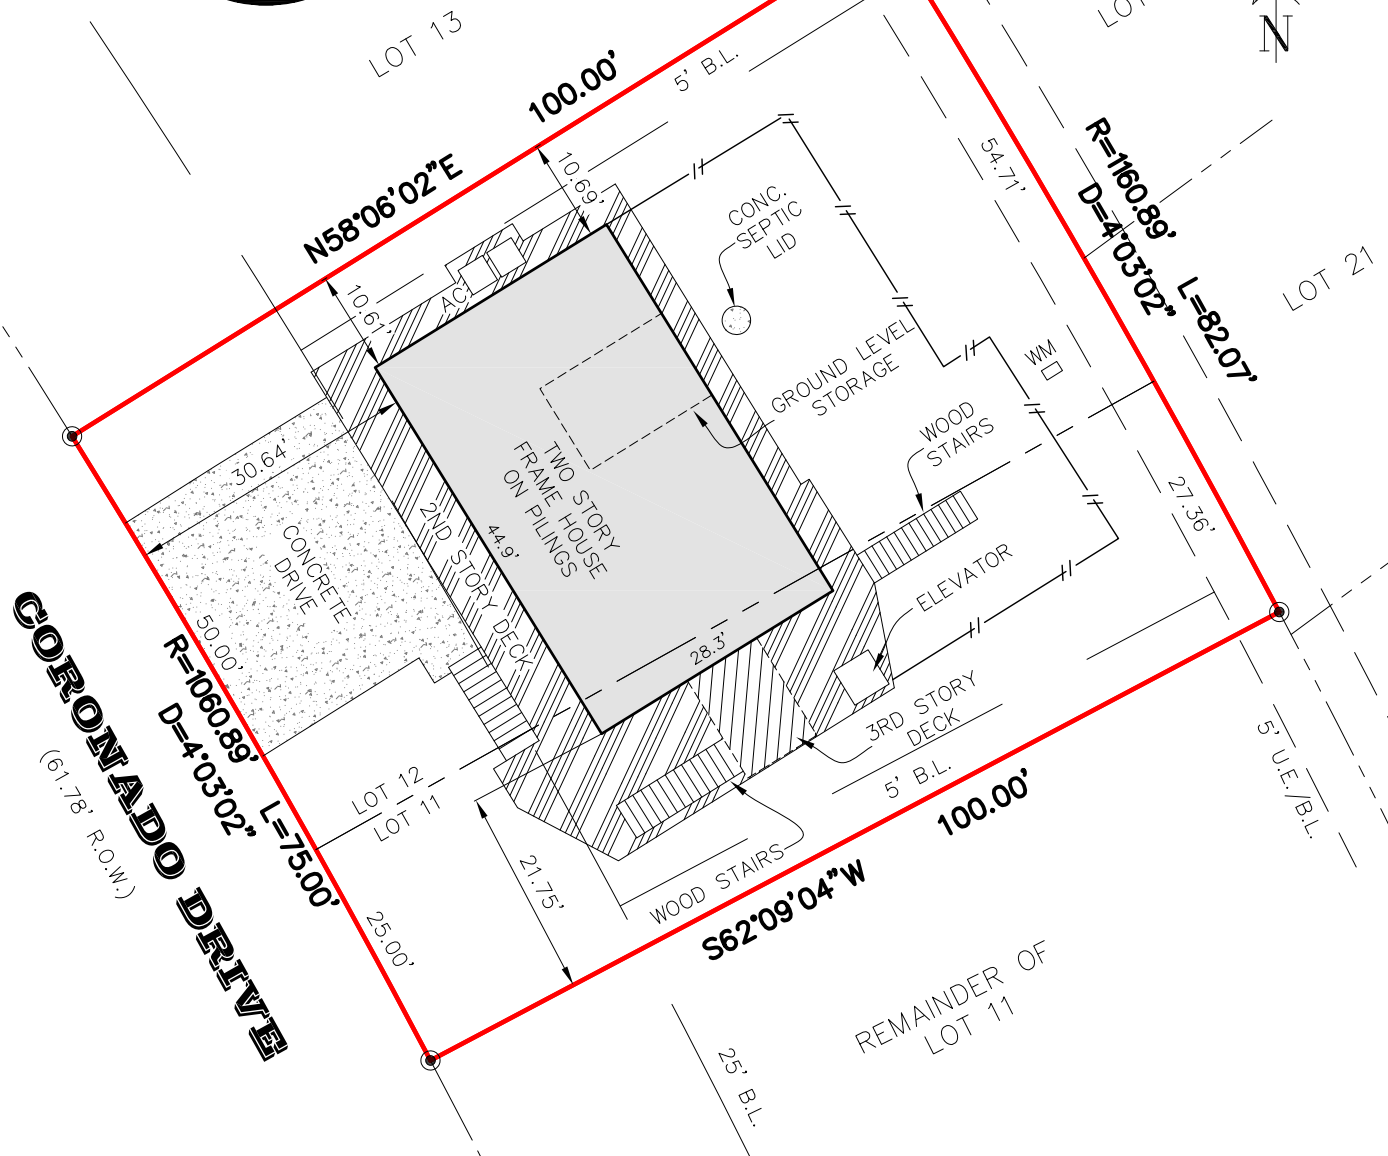 LOT 13
N
5' B.L.
100.00'
N58°06'02"E
10.69'
10.61'
AC
CONC.
SEPTIC
LID
54.71'
R=1160.89'
D=4°03'02"
L=82.07'
LOT 21
WM
GROUND LEVEL
STORAGE
WOOD
STAIRS
30.64'
TWO STORY
FRAME HOUSE
ON PILINGS
44.9'
28.3'
2ND STORY DECK
CONCRETE
DRIVE
27.36'
ELEVATOR
50.00'
R=1060.89'
D=4°03'02"
L=75.00'
CORONADO DRIVE
(61.78' R.O.W.)
3RD STORY
DECK
5' B.L.
5' U.E./B.L.
LOT 12
LOT 11
100.00'
S62°09'04"W
WOOD STAIRS
21.75'
25.00'
REMAINDER OF
LOT 11
25' B.L.